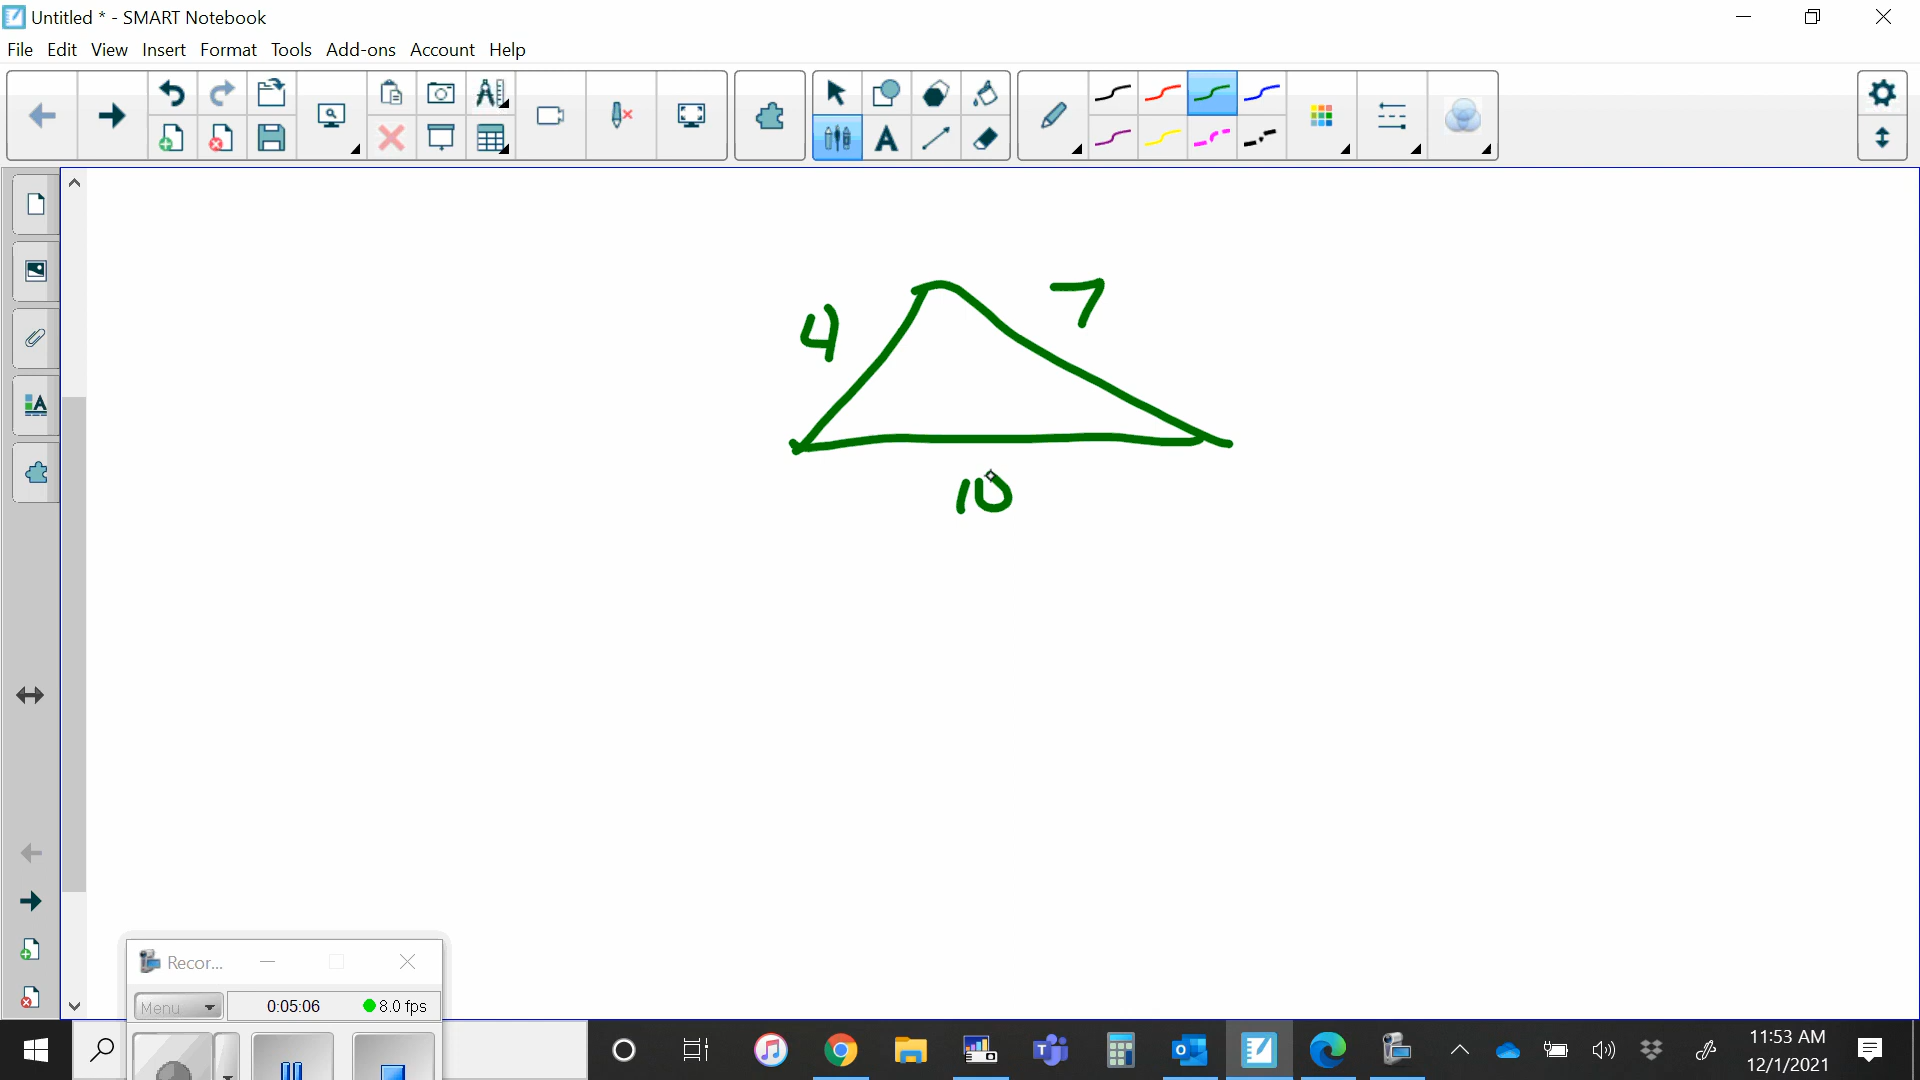 Untitled * - SMART Notebook
File Edit View Insert Format Tools Add-ons Account Help
4
7
10
Recor...
Menu 0:05:06 8.0 fps
11:53 AM
12/1/2021